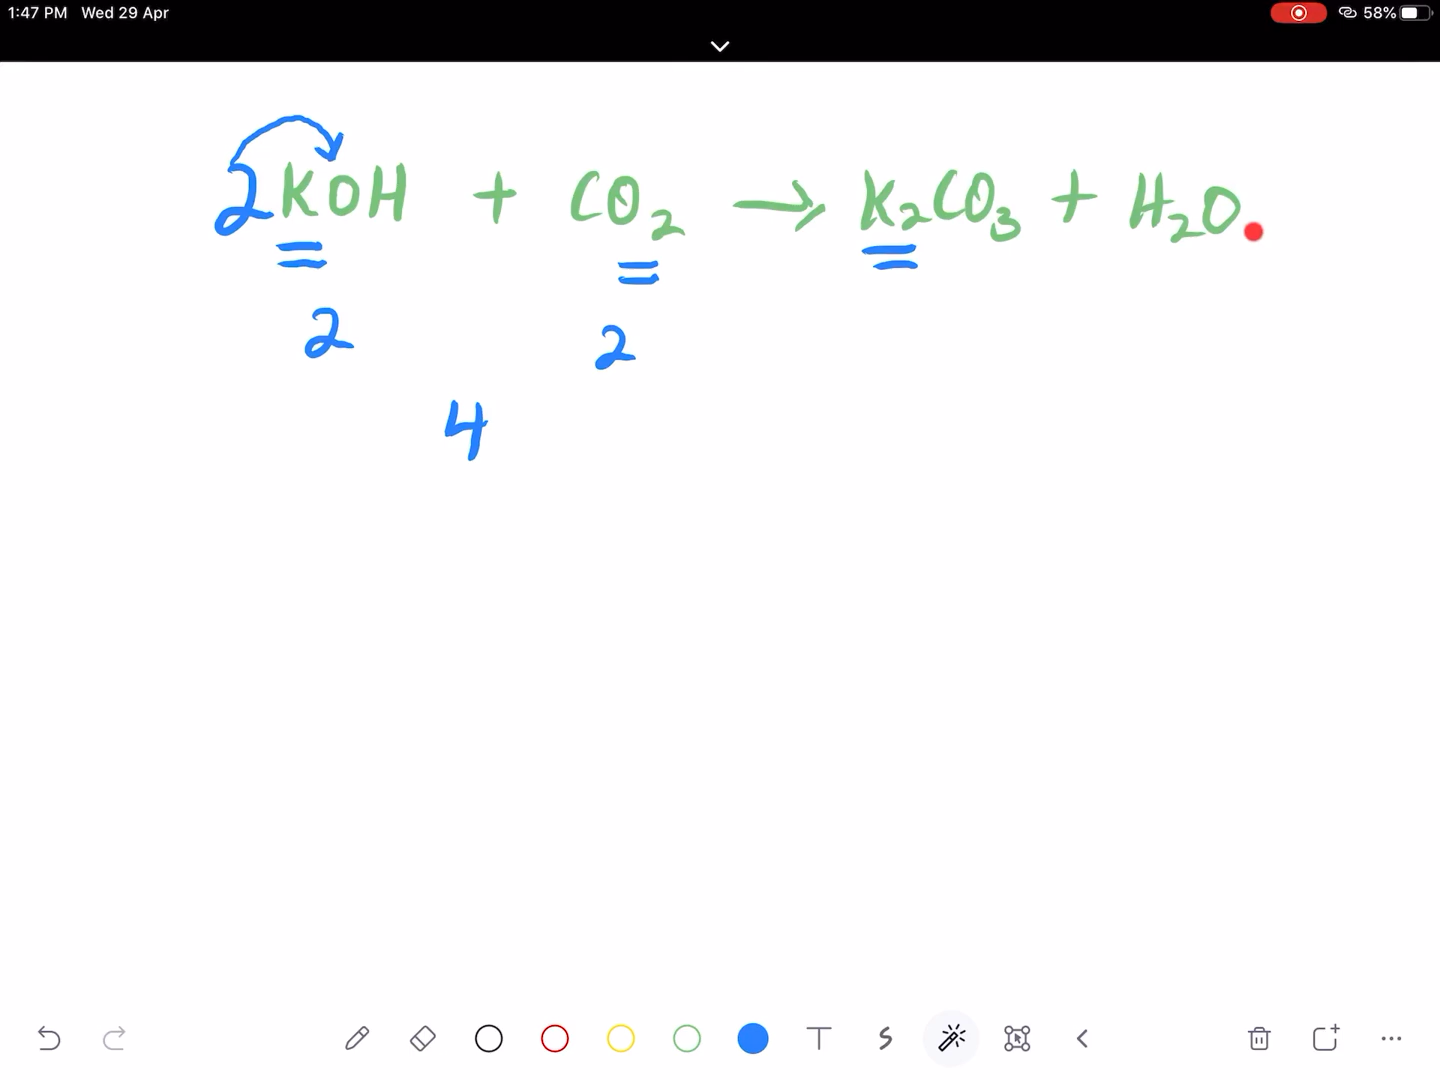 1:47 PM Wed 29 Apr 58%
2KOH + CO₂ → K₂CO₃ + H₂O
2 2
4
T